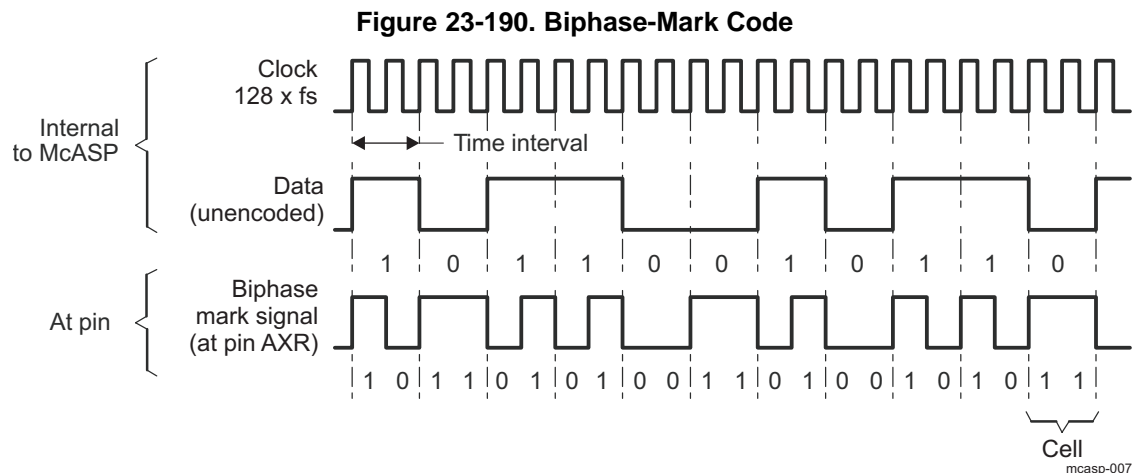 Figure 23-190. Biphase-Mark Code
Clock
128 x fs
Internal
to McASP
Time interval
Data
(unencoded)
1 0 1 1 0 0 1 0 1 1 0
Biphase
mark signal
(at pin AXR)
At pin
1 0 1 1 0 1 0 1 0 0 1 1 0 1 0 0 1 0 1 0 1 1
Cell
mcasp-007